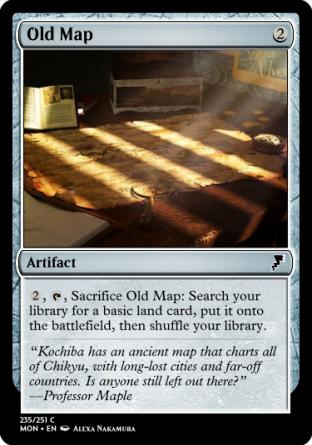 Old Map 2
Artifact
2, T, Sacrifice Old Map: Search your
library for a basic land card, put it onto
the battlefield, then shuffle your library.
"Kochiba has an ancient map that charts all
of Chikyu, with long-lost cities and far-off
countries. Is anyone still left out there?"
—Professor Maple
235/251 C
MON • EN Alexa Nakamura